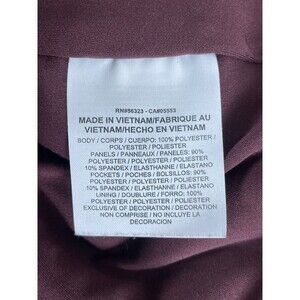 RN#56323 - CA#05553
MADE IN VIETNAM/FABRIQUE AU
VIETNAM/HECHO EN VIETNAM
BODY / CORPS / CUERPO: 100% POLYESTER /
POLYESTER / POLIESTER
PANELS / PANNEAUX / PANELES: 90%
POLYESTER / POLYESTER / POLIESTER
10% SPANDEX / ELASTHANNE / ELASTANO
POCKETS / POCHES / BOLSILLOS: 90%
POLYESTER / POLYESTER / POLIESTER
10% SPANDEX / ELASTHANNE / ELASTANO
LINING / DOUBLURE / FORRO: 100%
POLYESTER / POLYESTER / POLIESTER
EXCLUSIVE OF DECORATION / DECORATION
NON COMPRISE / NO INCLUYE LA
DECORACION